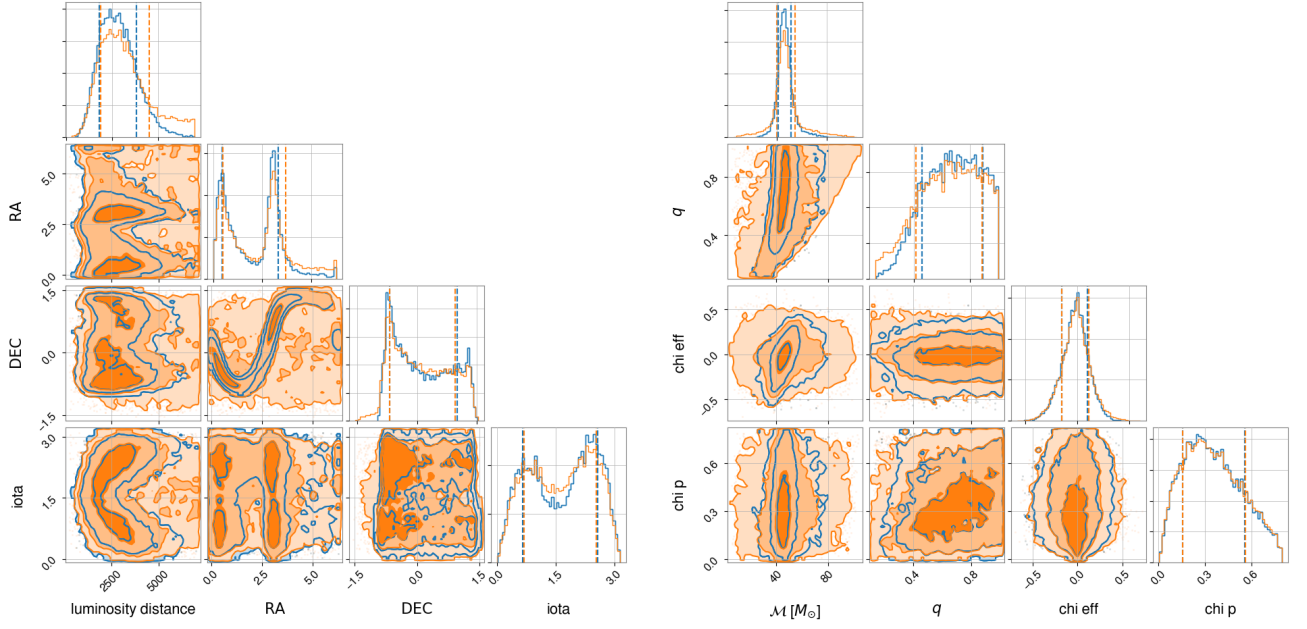 RA
5.0
2.5
0.0
q
0.8
0.4
DEC
1.5
0.0
−1.5
chi eff
0.5
0.0
−0.5
iota
3.0
1.5
0.0
chi p
0.6
0.3
0.0
2500 5000
0.0 2.5 5.0
−1.5 0.0 1.5
0.0 1.5 3.0
40 80
0.4 0.8
−0.5 0.0 0.5
0.0 0.3 0.6
luminosity distance RA DEC iota
ℳ [M⊙] q chi eff chi p